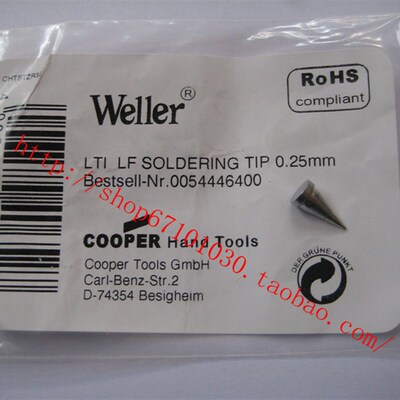 Weller®
RoHS
compliant
LTI LF SOLDERING TIP 0.25mm
Bestsell-Nr.0054446400
COOPER Hand Tools
Cooper Tools GmbH
Carl-Benz-Str.2
D-74354 Besigheim
DER GRÜNE PUNKT
http://shop67101030.taobao.com/